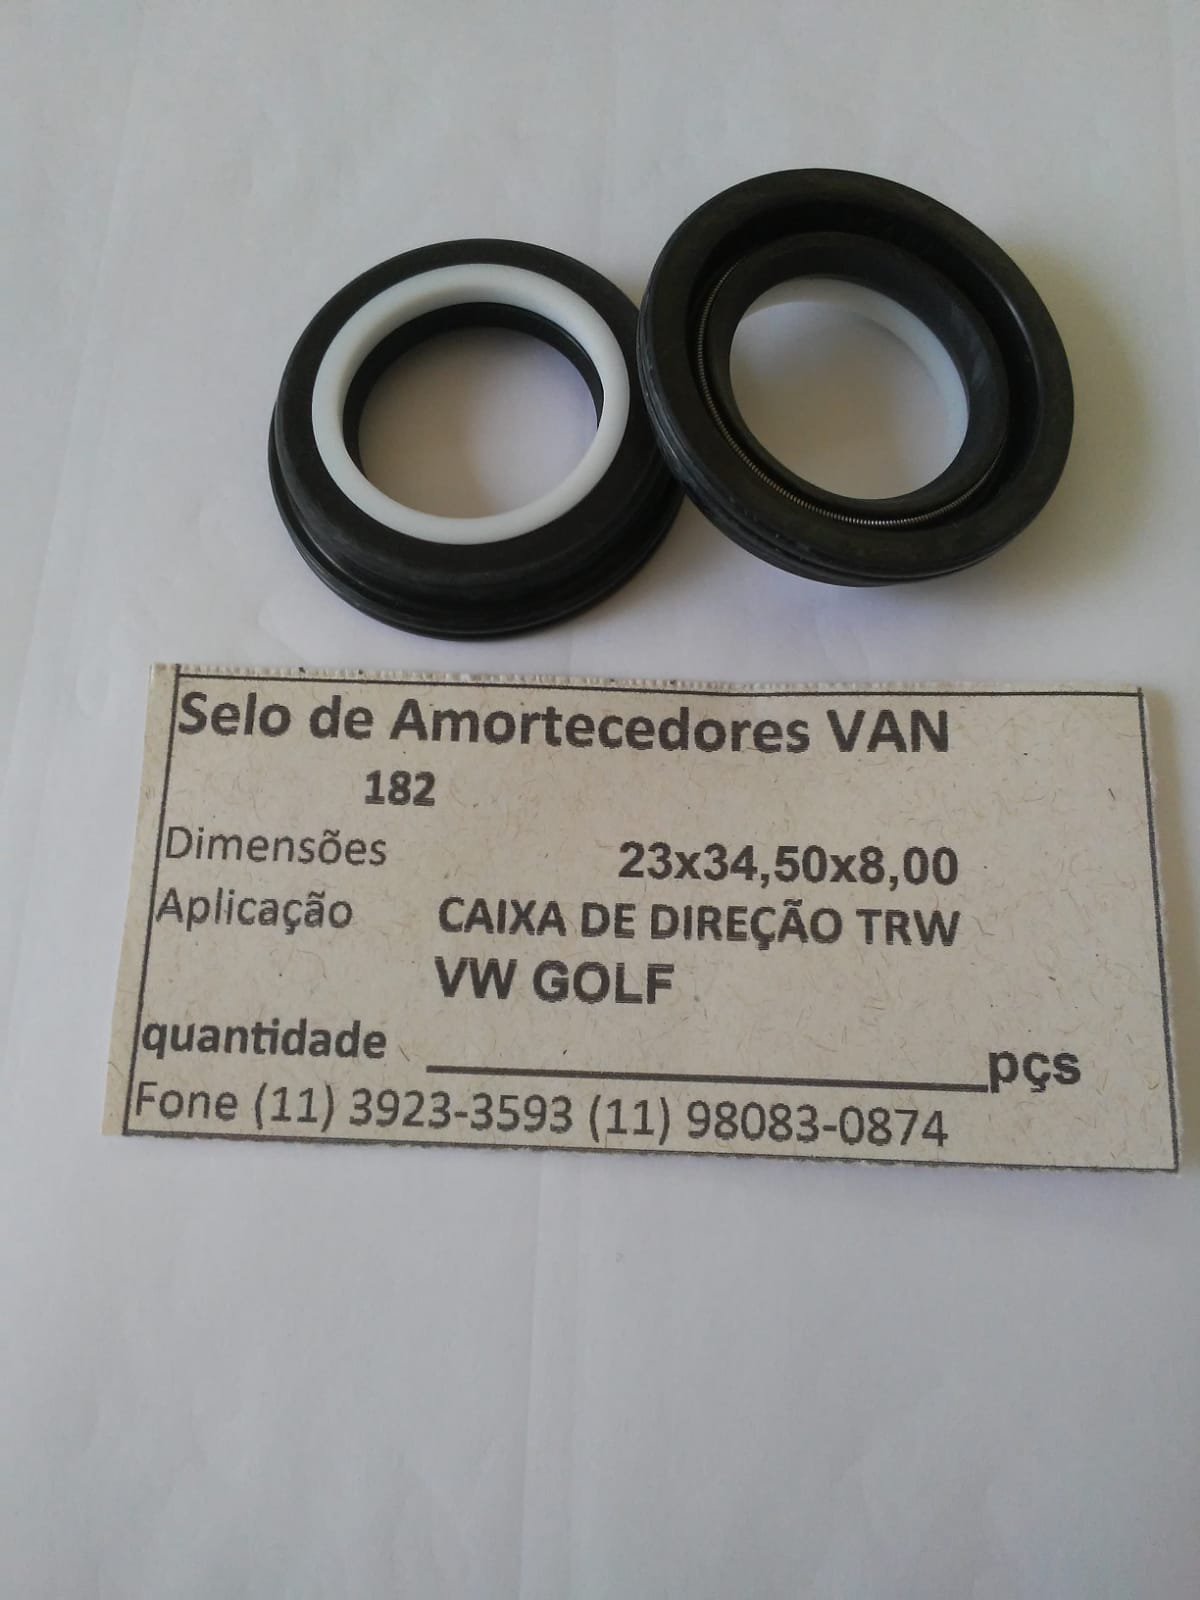 Selo de Amortecedores VAN
182
Dimensões 23x34,50x8,00
Aplicação CAIXA DE DIREÇÃO TRW
VW GOLF
quantidade pçs
Fone (11) 3923-3593 (11) 98083-0874